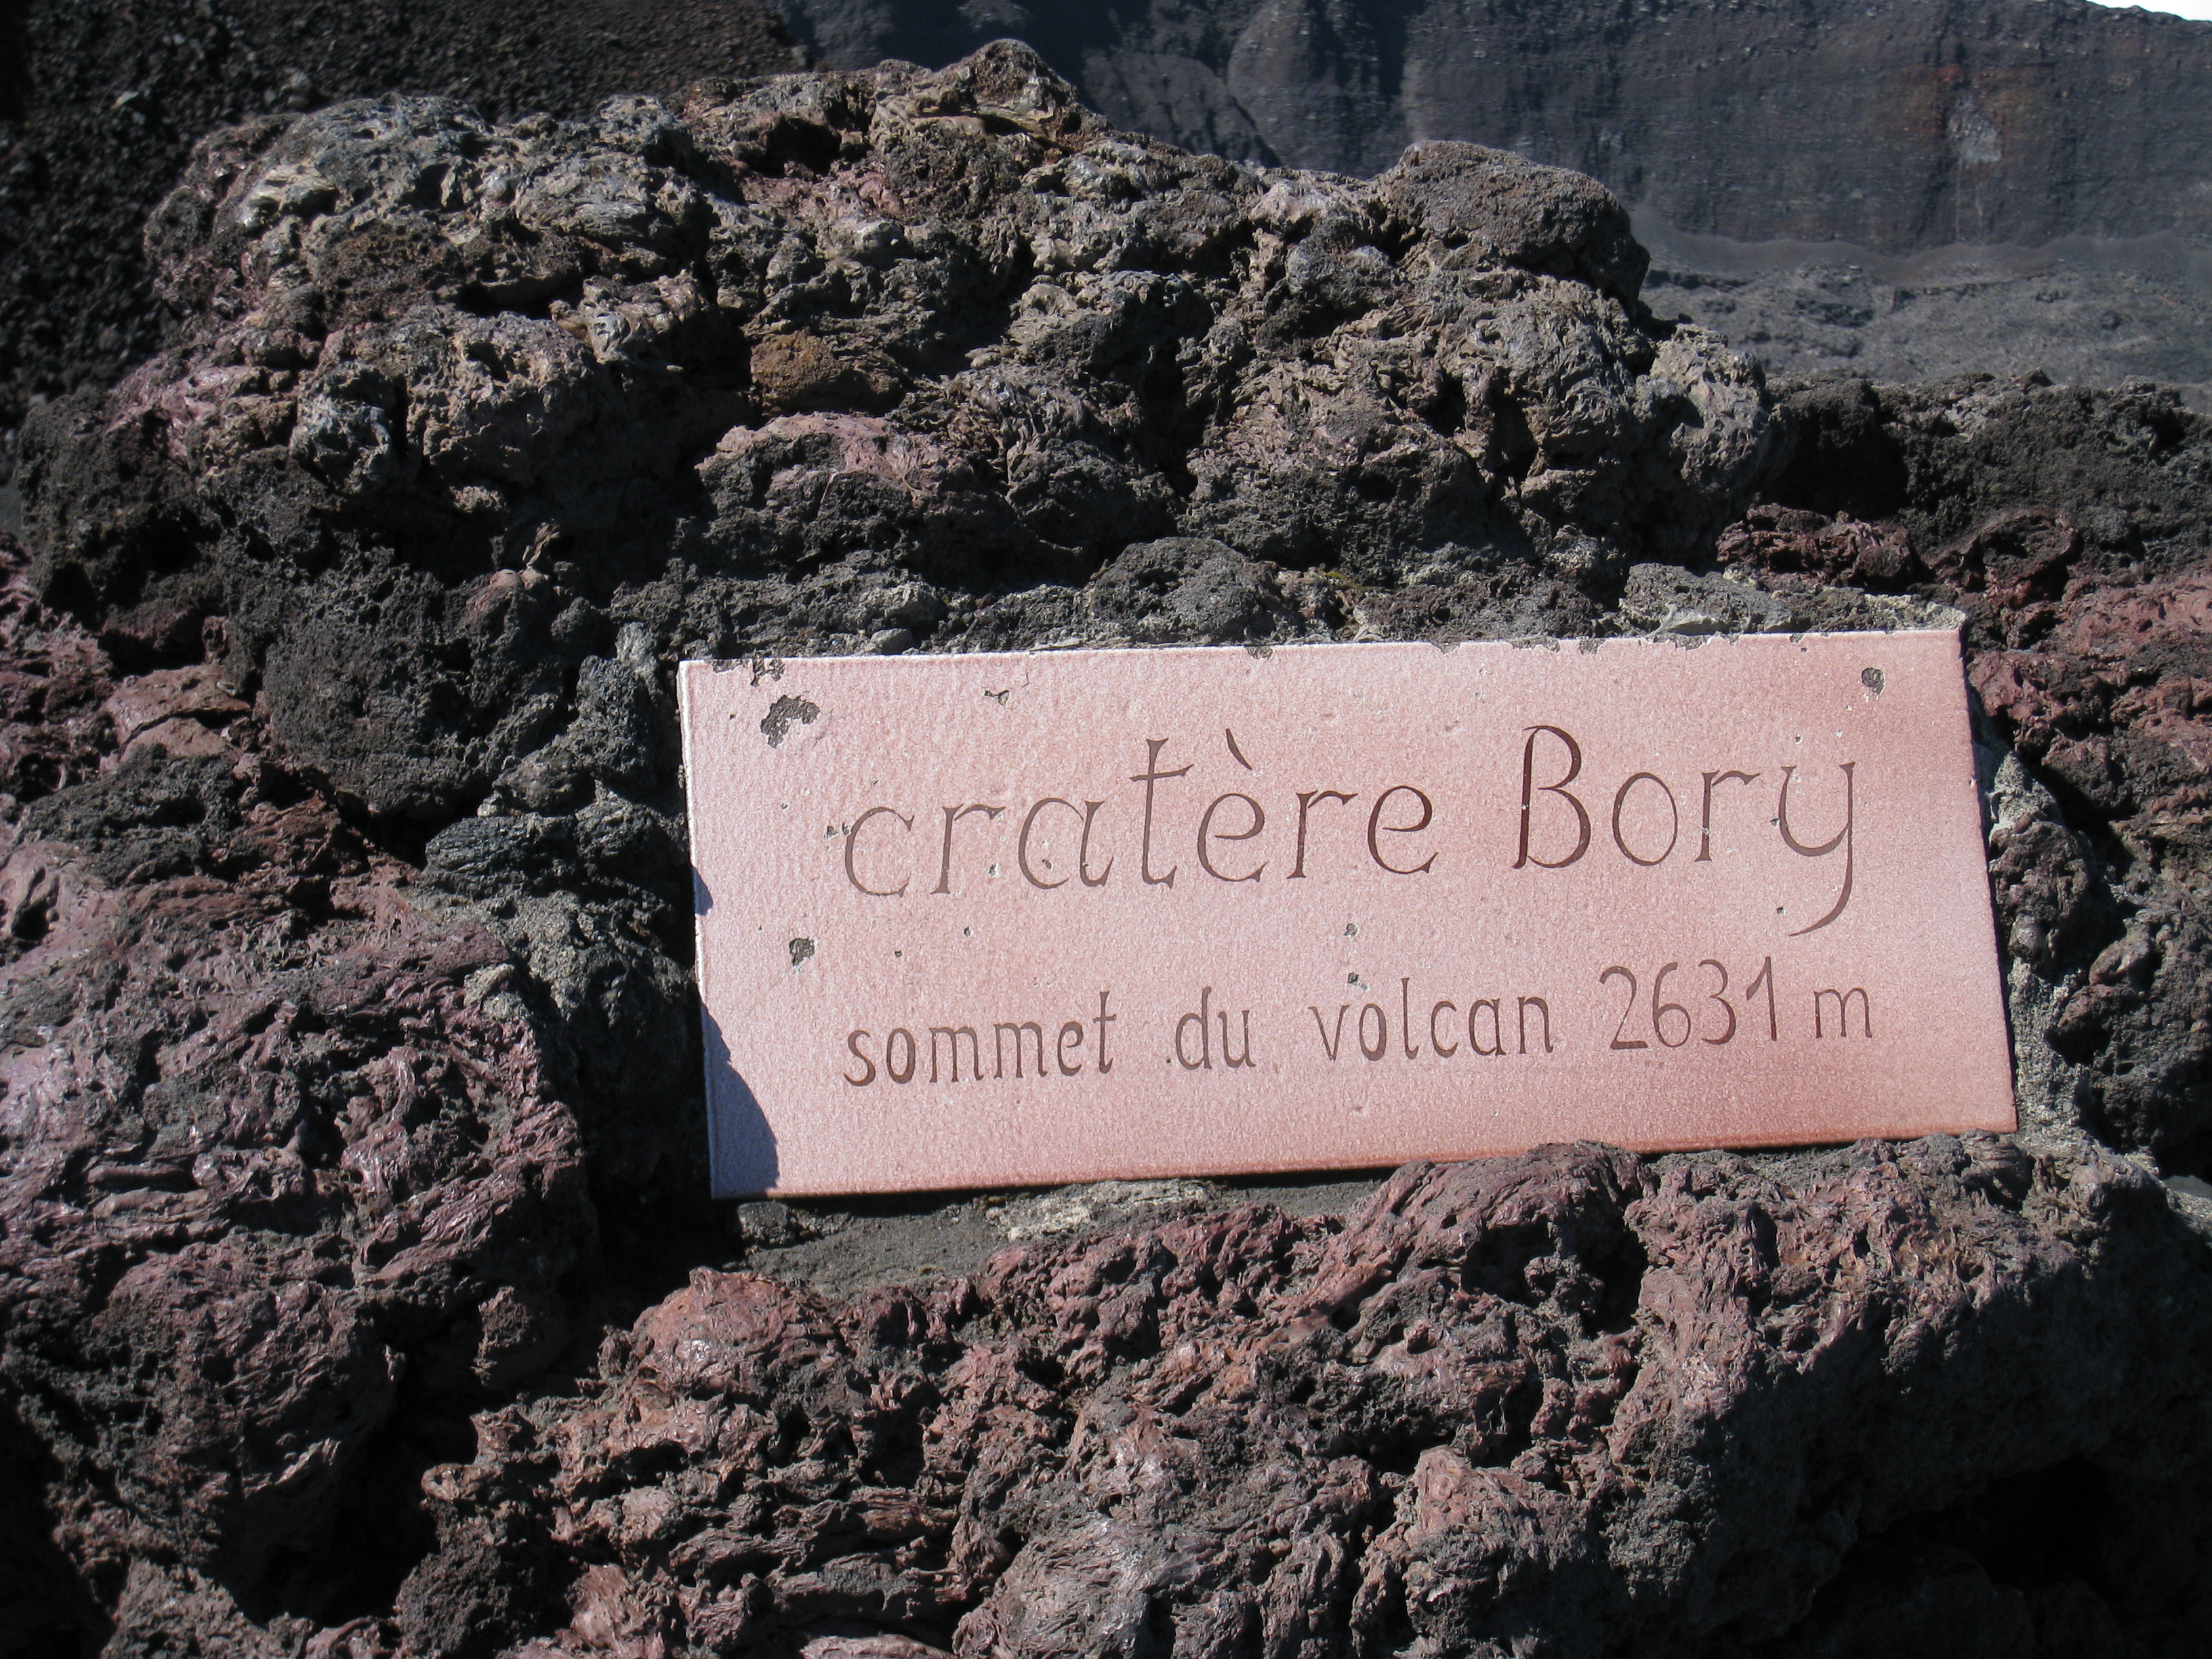 cratère Bory
sommet du volcan 2631 m